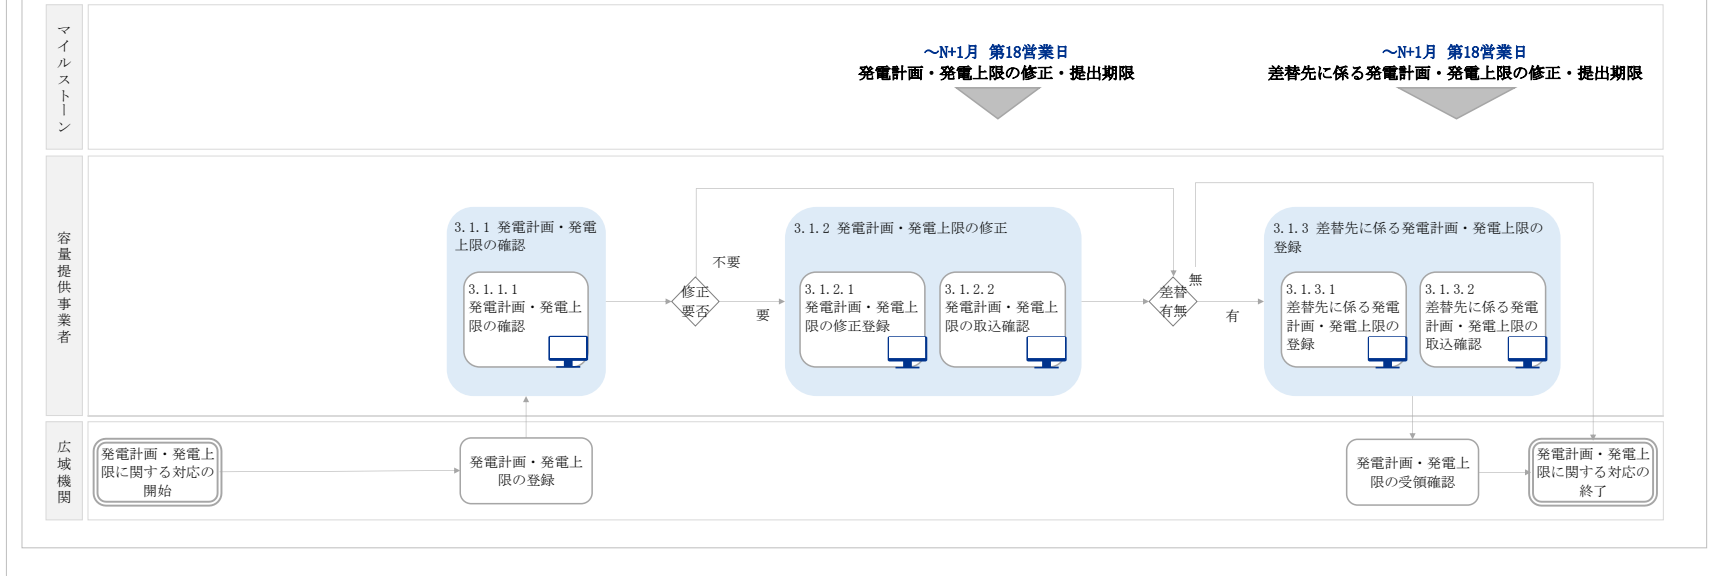 マイルストーン
～N+1月 第18営業日
発電計画・発電上限の修正・提出期限
～N+1月 第18営業日
差替先に係る発電計画・発電上限の修正・提出期限
容量提供事業者
3.1.1 発電計画・発電
上限の確認
3.1.1.1
発電計画・発電上
限の確認
不要
修正
要否
要
3.1.2 発電計画・発電上限の修正
3.1.2.1
発電計画・発電上
限の修正登録
3.1.2.2
発電計画・発電上
限の取込確認
無
差替
有無
有
3.1.3 差替先に係る発電計画・発電上限の
登録
3.1.3.1
差替先に係る発電
計画・発電上限の
登録
3.1.3.2
差替先に係る発電
計画・発電上限の
取込確認
広域機関
発電計画・発電上
限に関する対応の
開始
発電計画・発電上
限の登録
発電計画・発電上
限の受領確認
発電計画・発電上
限に関する対応の
終了